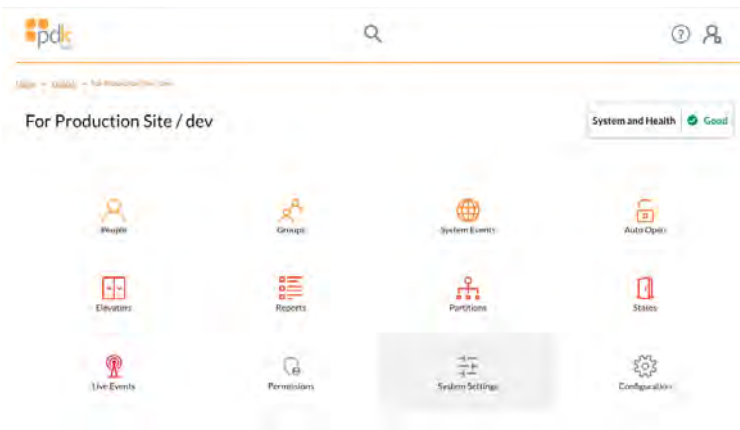 pdk
For Production Site / dev
System and Health Good
People Groups System Events Auto Open
Elevators Reports Partitions States
Live Events Permissions System Settings Configuration